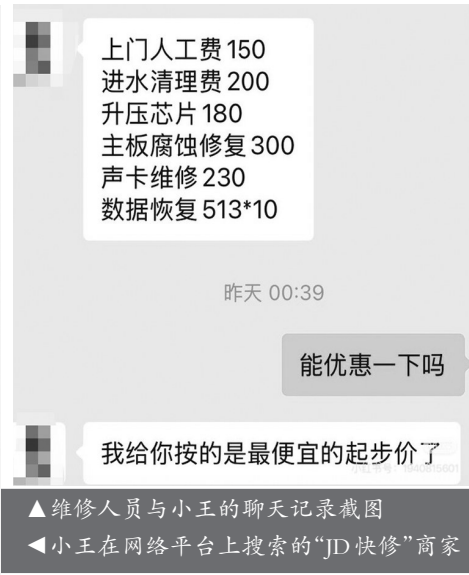 上门人工费150
进水清理费200
升压芯片180
主板腐蚀修复300
声卡维修230
数据恢复513*10
昨天 00:39
能优惠一下吗
我给你按的是最便宜的起步价了
小红书号：1940815601
▲维修人员与小王的聊天记录截图
◀小王在网络平台上搜索的“JD快修”商家